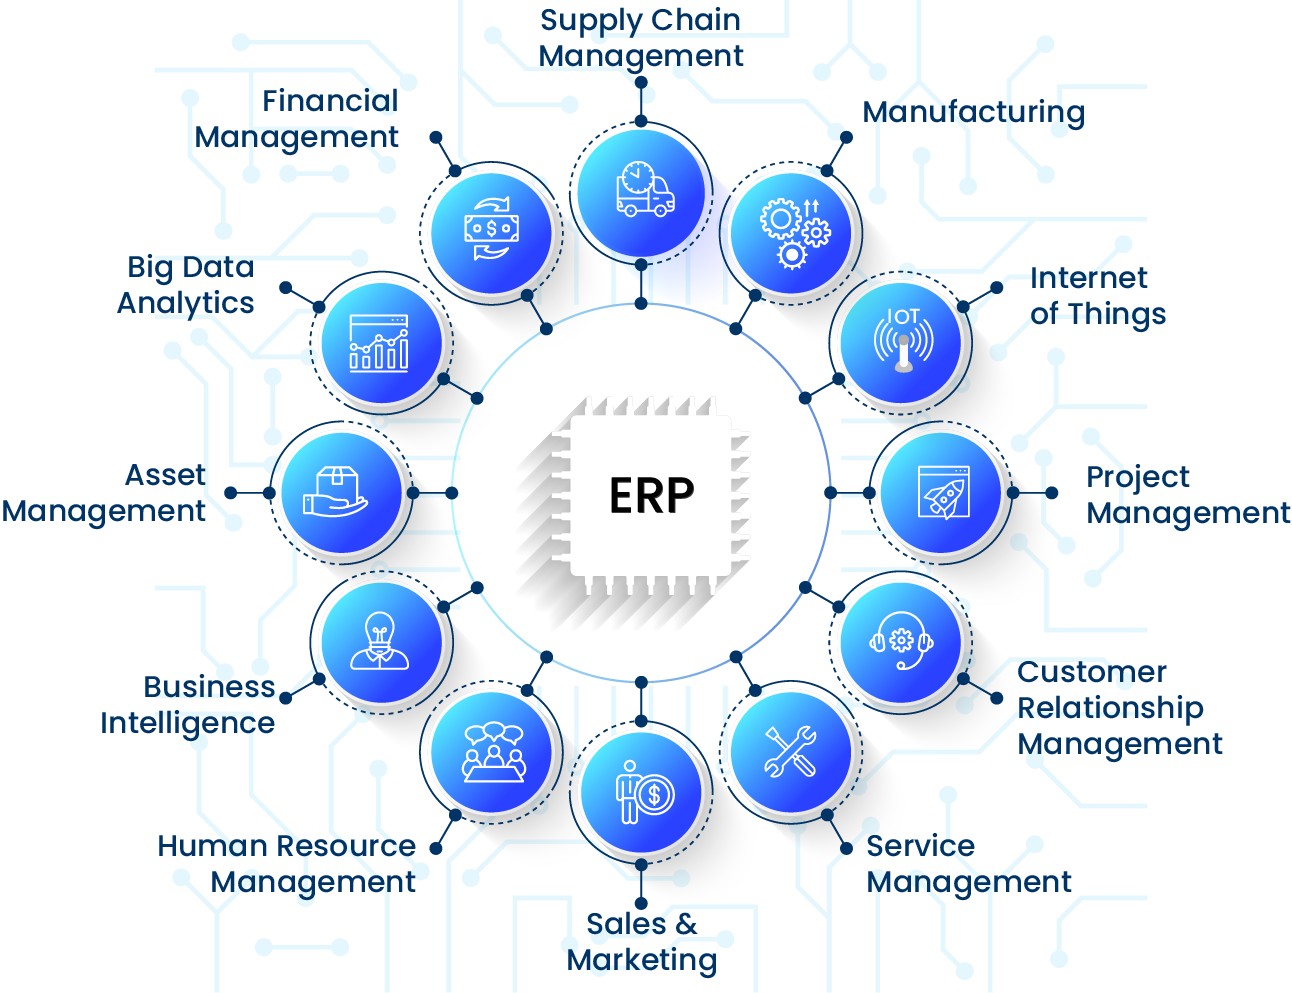 Supply Chain
Management
Financial
Management
Manufacturing
Big Data
Analytics
Internet
of Things
IOT
$
ERP
Asset
Management
Project
Management
Business
Intelligence
Customer
Relationship
Management
Human Resource
Management
$
Service
Management
Sales &
Marketing